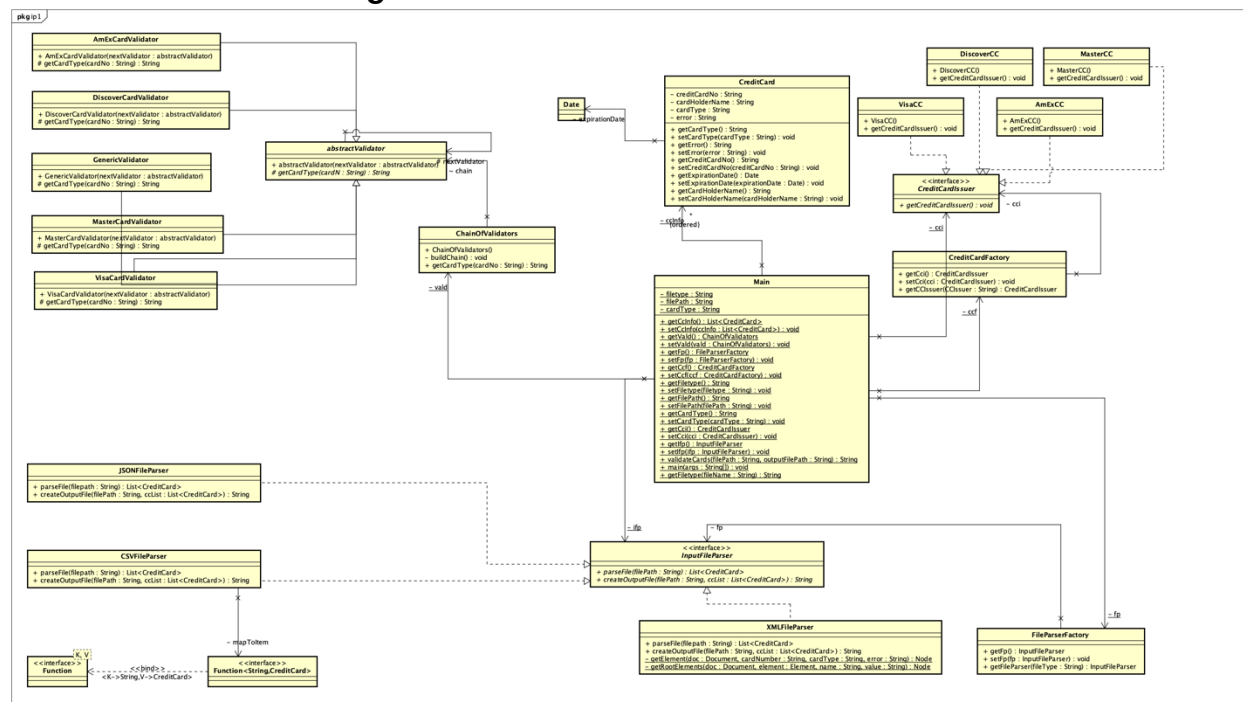 pkg ip1
AmExCardValidator
+ AmExCardValidator(nextValidator : abstractValidator)
# getCardType(cardNo : String) : String
DiscoverCardValidator
+ DiscoverCardValidator(nextValidator : abstractValidator)
# getCardType(cardNo : String) : String
GenericValidator
+ GenericValidator(nextValidator : abstractValidator)
# getCardType(cardNo : String) : String
MasterCardValidator
+ MasterCardValidator(nextValidator : abstractValidator)
# getCardType(cardNo : String) : String
VisaCardValidator
+ VisaCardValidator(nextValidator : abstractValidator)
# getCardType(cardNo : String) : String
abstractValidator
+ abstractValidator(nextValidator : abstractValidator)
# getCardType(cardN : String) : String
# nextValidator
~ chain
ChainOfValidators
+ ChainOfValidators()
- buildChain() : void
+ getCardType(cardNo : String) : String
- vald
Date
- expirationDate
CreditCard
- creditCardNo : String
- cardHolderName : String
- cardType : String
- error : String
+ getCardType() : String
+ setCardType(cardType : String) : void
+ getError() : String
+ setError(error : String) : void
+ getCreditCardNo() : String
+ setCreditCardNo(creditCardNo : String) : void
+ getExpirationDate() : Date
+ setExpirationDate(expirationDate : Date) : void
+ getCardHolderName() : String
+ setCardHolderName(cardHolderName : String) : void
- ccInfo
*
{ordered}
DiscoverCC
+ DiscoverCC()
+ getCreditCardIssuer() : void
MasterCC
+ MasterCC()
+ getCreditCardIssuer() : void
VisaCC
+ VisaCC()
+ getCreditCardIssuer() : void
AmExCC
+ AmExCC()
+ getCreditCardIssuer() : void
<<interface>>
CreditCardIssuer
+ getCreditCardIssuer() : void
~ cci
- cci
CreditCardFactory
+ getCci() : CreditCardIssuer
+ setCci(cci : CreditCardIssuer) : void
+ getCCIssuer(CCIssuer : String) : CreditCardIssuer
- ccf
Main
- filetype : String
- filePath : String
- cardType : String
+ getCcInfo() : List<CreditCard>
+ setCcInfo(ccInfo : List<CreditCard>) : void
+ getVald() : ChainOfValidators
+ setVald(vald : ChainOfValidators) : void
+ getFp() : FileParserFactory
+ setFp(fp : FileParserFactory) : void
+ getCcf() : CreditCardFactory
+ setCcf(ccf : CreditCardFactory) : void
+ getFiletype() : String
+ setFiletype(filetype : String) : void
+ getFilePath() : String
+ setFilePath(filePath : String) : void
+ getCardType() : String
+ setCardType(cardType : String) : void
+ getCci() : CreditCardIssuer
+ setCci(cci : CreditCardIssuer) : void
+ getIfp() : InputFileParser
+ setIfp(ifp : InputFileParser) : void
+ validateCards(filePath : String, outputFilePath : String) : String
+ main(args : String[]) : void
+ getFiletype(fileName : String) : String
JSONFileParser
+ parseFile(filepath : String) : List<CreditCard>
+ createOutputFile(filePath : String, ccList : List<CreditCard>) : String
CSVFileParser
+ parseFile(filePath : String) : List<CreditCard>
+ createOutputFile(filePath : String, ccList : List<CreditCard>) : String
- mapToItem
K, V
<<interface>>
Function
<<bind>>
<K->String,V->CreditCard>
<<interface>>
Function<String,CreditCard>
- ifp
~ fp
<<interface>>
InputFileParser
+ parseFile(filePath : String) : List<CreditCard>
+ createOutputFile(filePath : String, ccList : List<CreditCard>) : String
XMLFileParser
+ parseFile(filepath : String) : List<CreditCard>
+ createOutputFile(filePath : String, ccList : List<CreditCard>) : String
- getElement(doc : Document, cardNumber : String, cardType : String, error : String) : Node
- getRootElements(doc : Document, element : Element, name : String, value : String) : Node
- fp
FileParserFactory
+ getFp() : InputFileParser
+ setFp(fp : InputFileParser) : void
+ getFileParser(fileType : String) : InputFileParser